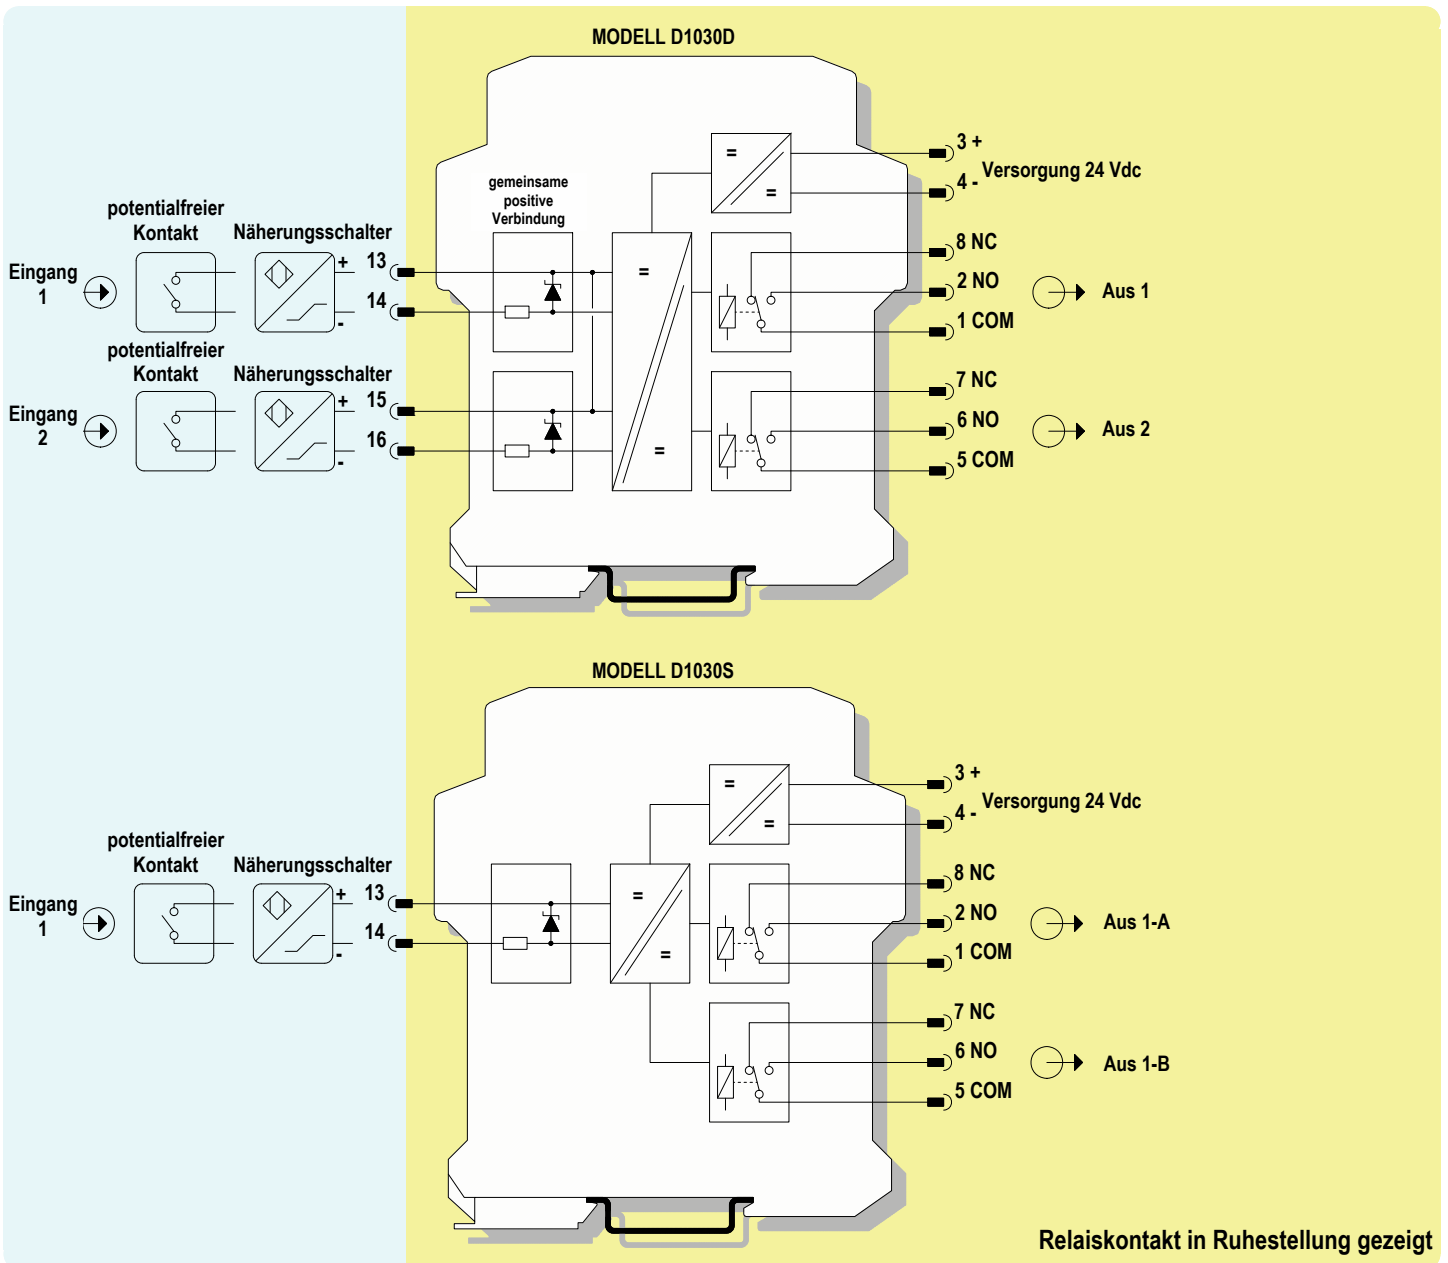 MODELL D1030D
3 +
4 -
Versorgung 24 Vdc
gemeinsame
positive
Verbindung
potentialfreier
Kontakt
Näherungsschalter
Eingang
1
+
-
13
14
=
=
=
=
8 NC
2 NO
1 COM
Aus 1
potentialfreier
Kontakt
Näherungsschalter
Eingang
2
+
-
15
16
7 NC
6 NO
5 COM
Aus 2
MODELL D1030S
3 +
4 -
Versorgung 24 Vdc
=
=
potentialfreier
Kontakt
Näherungsschalter
Eingang
1
+
-
13
14
=
=
8 NC
2 NO
1 COM
Aus 1-A
7 NC
6 NO
5 COM
Aus 1-B
Relaiskontakt in Ruhestellung gezeigt